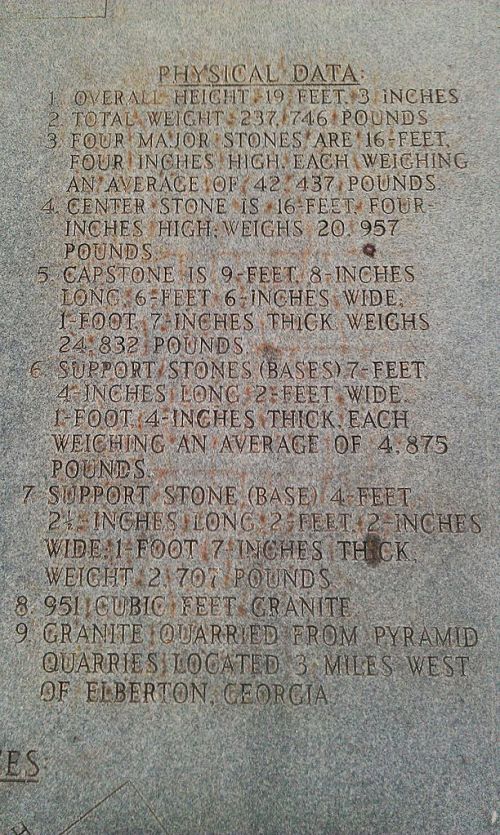 PHYSICAL DATA:
1. OVERALL HEIGHT, 19 FEET, 3 INCHES
2. TOTAL WEIGHT, 237,746 POUNDS
3. FOUR MAJOR STONES ARE 16-FEET,
FOUR INCHES HIGH, EACH WEIGHING
AN AVERAGE OF 42,437 POUNDS.
4. CENTER STONE IS 16-FEET, FOUR-
INCHES HIGH, WEIGHS 20,957
POUNDS.
5. CAPSTONE IS 9-FEET, 8-INCHES
LONG, 6-FEET, 6-INCHES WIDE;
1-FOOT, 7-INCHES THICK. WEIGHS
24,832 POUNDS
6. SUPPORT STONES (BASES) 7-FEET,
4-INCHES LONG 2-FEET WIDE.
1-FOOT, 4-INCHES THICK, EACH
WEIGHING AN AVERAGE OF 4,875
POUNDS.
7. SUPPORT STONE (BASE) 4-FEET,
2½-INCHES LONG, 2-FEET, 2-INCHES
WIDE, 1-FOOT, 7-INCHES THICK,
WEIGHT 2,707 POUNDS.
8. 951 CUBIC FEET GRANITE
9. GRANITE QUARRIED FROM PYRAMID
QUARRIES LOCATED 3 MILES WEST
OF ELBERTON, GEORGIA
ES: